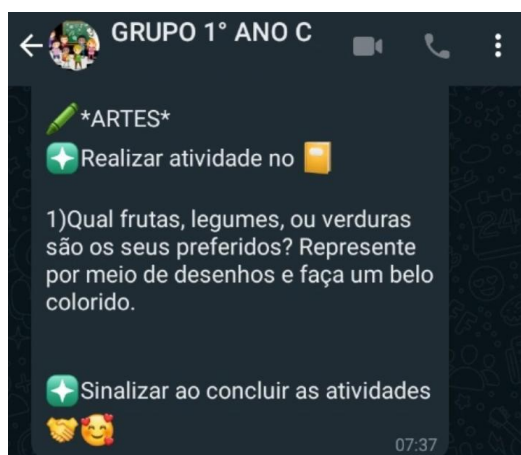 GRUPO 1° ANO C
*ARTES*
Realizar atividade no
1)Qual frutas, legumes, ou verduras
são os seus preferidos? Represente
por meio de desenhos e faça um belo
colorido.
Sinalizar ao concluir as atividades
07:37